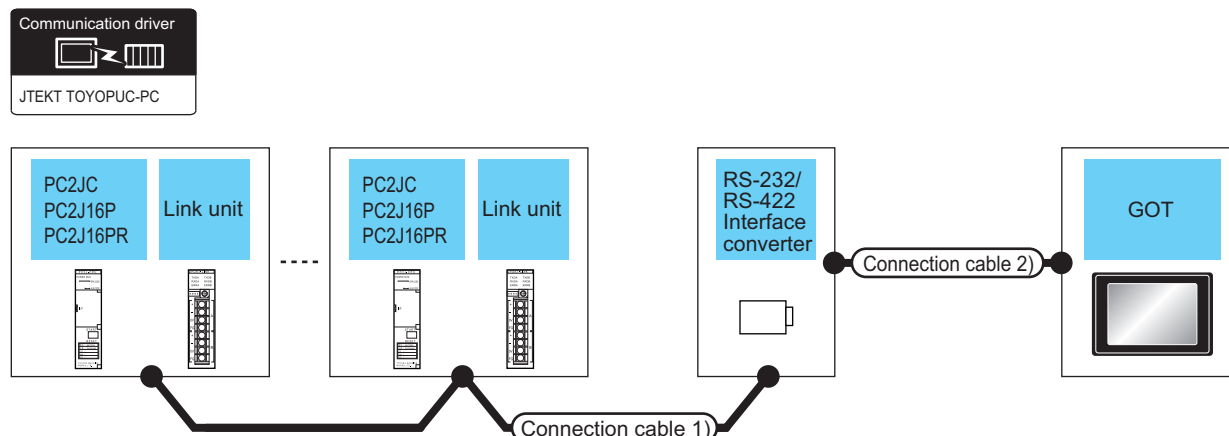 Communication driver
JTEKT TOYOPUC-PC
PC2JC
PC2J16P
PC2J16PR
Link unit
PC2JC
PC2J16P
PC2J16PR
Link unit
RS-232/
RS-422
Interface
converter
GOT
Connection cable 2)
Connection cable 1)